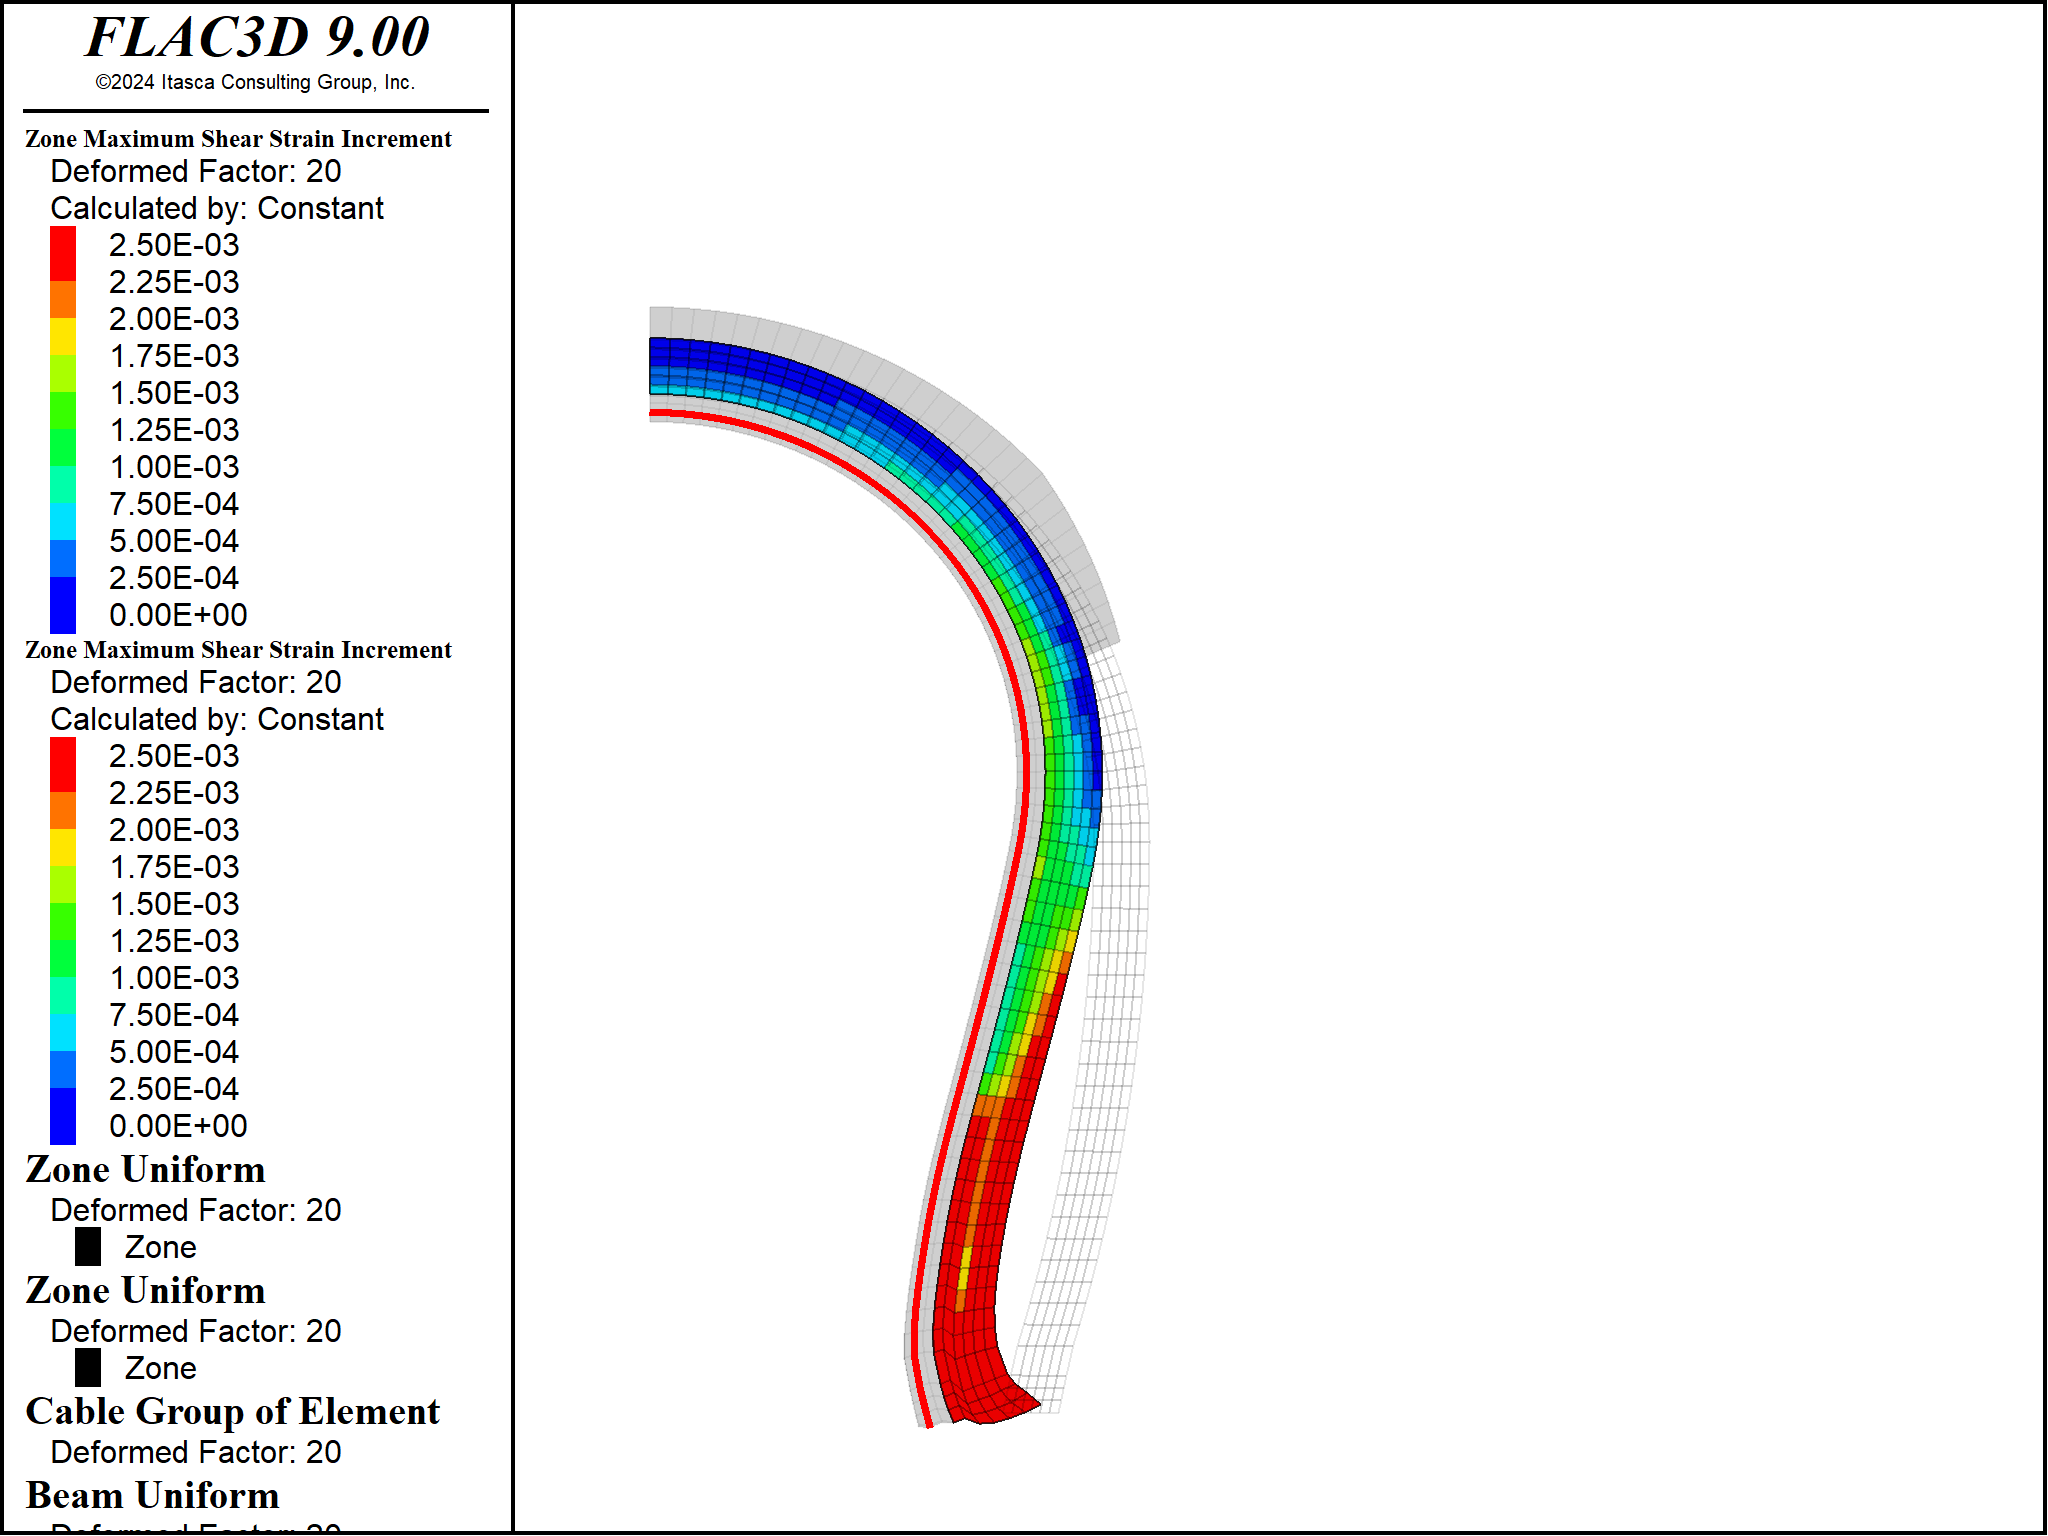 FLAC3D 9.00
©2024 Itasca Consulting Group, Inc.
Zone Maximum Shear Strain Increment
Deformed Factor: 20
Calculated by: Constant
2.50E-03
2.25E-03
2.00E-03
1.75E-03
1.50E-03
1.25E-03
1.00E-03
7.50E-04
5.00E-04
2.50E-04
0.00E+00
Zone Maximum Shear Strain Increment
Deformed Factor: 20
Calculated by: Constant
2.50E-03
2.25E-03
2.00E-03
1.75E-03
1.50E-03
1.25E-03
1.00E-03
7.50E-04
5.00E-04
2.50E-04
0.00E+00
Zone Uniform
Deformed Factor: 20
Zone
Zone Uniform
Deformed Factor: 20
Zone
Cable Group of Element
Deformed Factor: 20
Beam Uniform